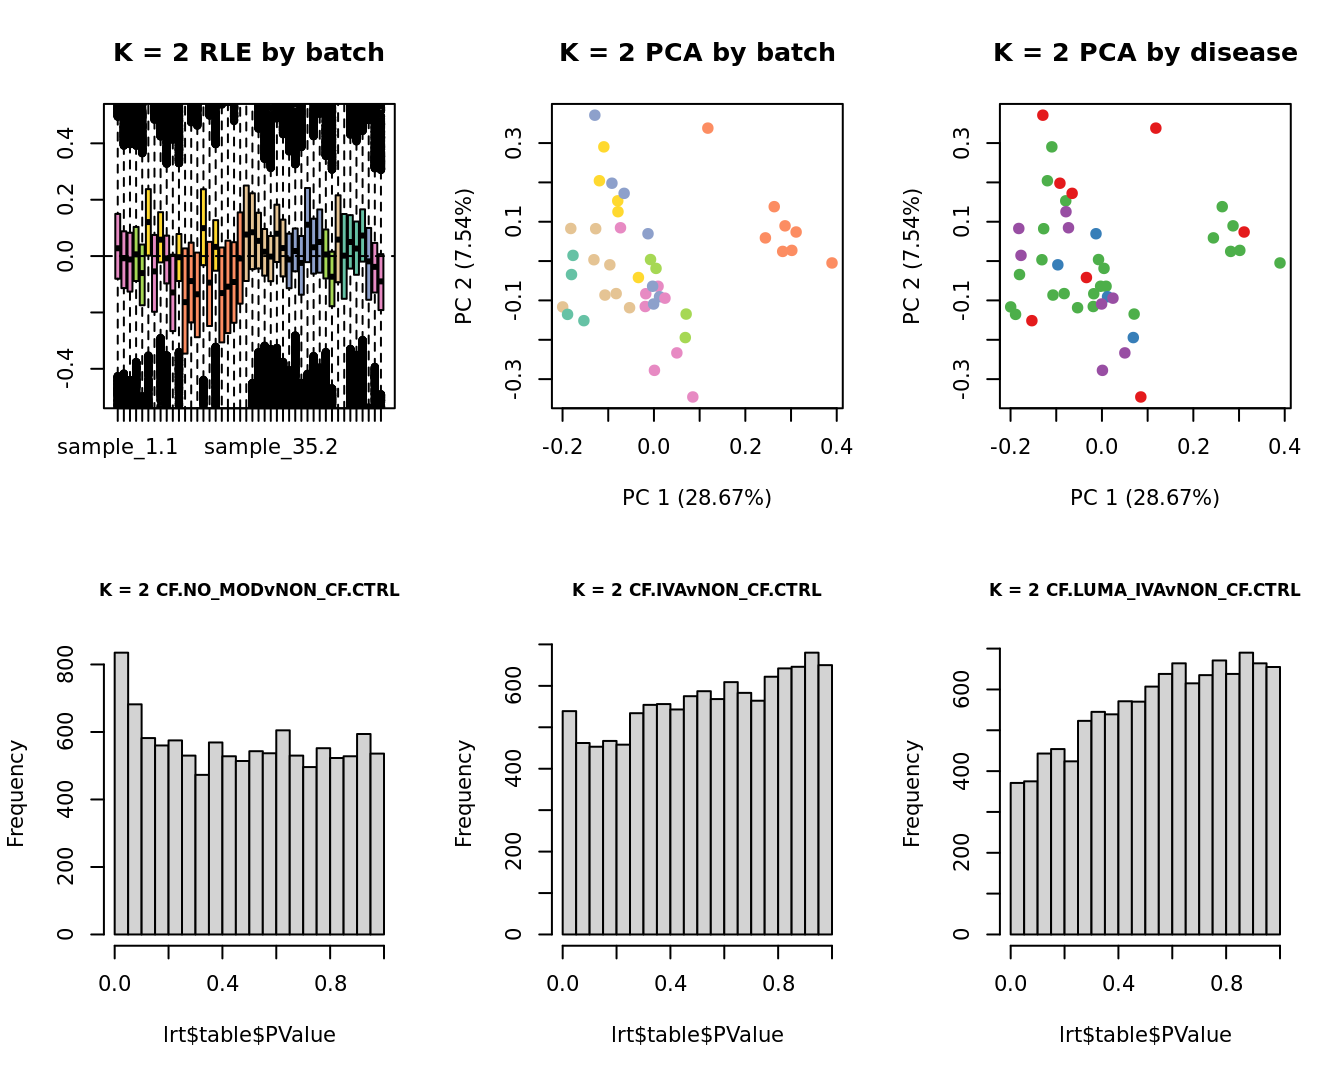 K = 2 RLE by batch
-0.4
0.0
0.2
0.4
sample_1.1
sample_35.2
K = 2 PCA by batch
PC 2 (7.54%)
-0.3
-0.1
0.1
0.3
-0.2
0.0
0.2
0.4
PC 1 (28.67%)
K = 2 PCA by disease
PC 2 (7.54%)
-0.3
-0.1
0.1
0.3
-0.2
0.0
0.2
0.4
PC 1 (28.67%)
K = 2 CF.NO_MODvNON_CF.CTRL
Frequency
0
200
400
600
800
0.0
0.4
0.8
lrt$table$PValue
K = 2 CF.IVAvNON_CF.CTRL
Frequency
0
200
400
600
0.0
0.4
0.8
lrt$table$PValue
K = 2 CF.LUMA_IVAvNON_CF.CTRL
Frequency
0
200
400
600
0.0
0.4
0.8
lrt$table$PValue